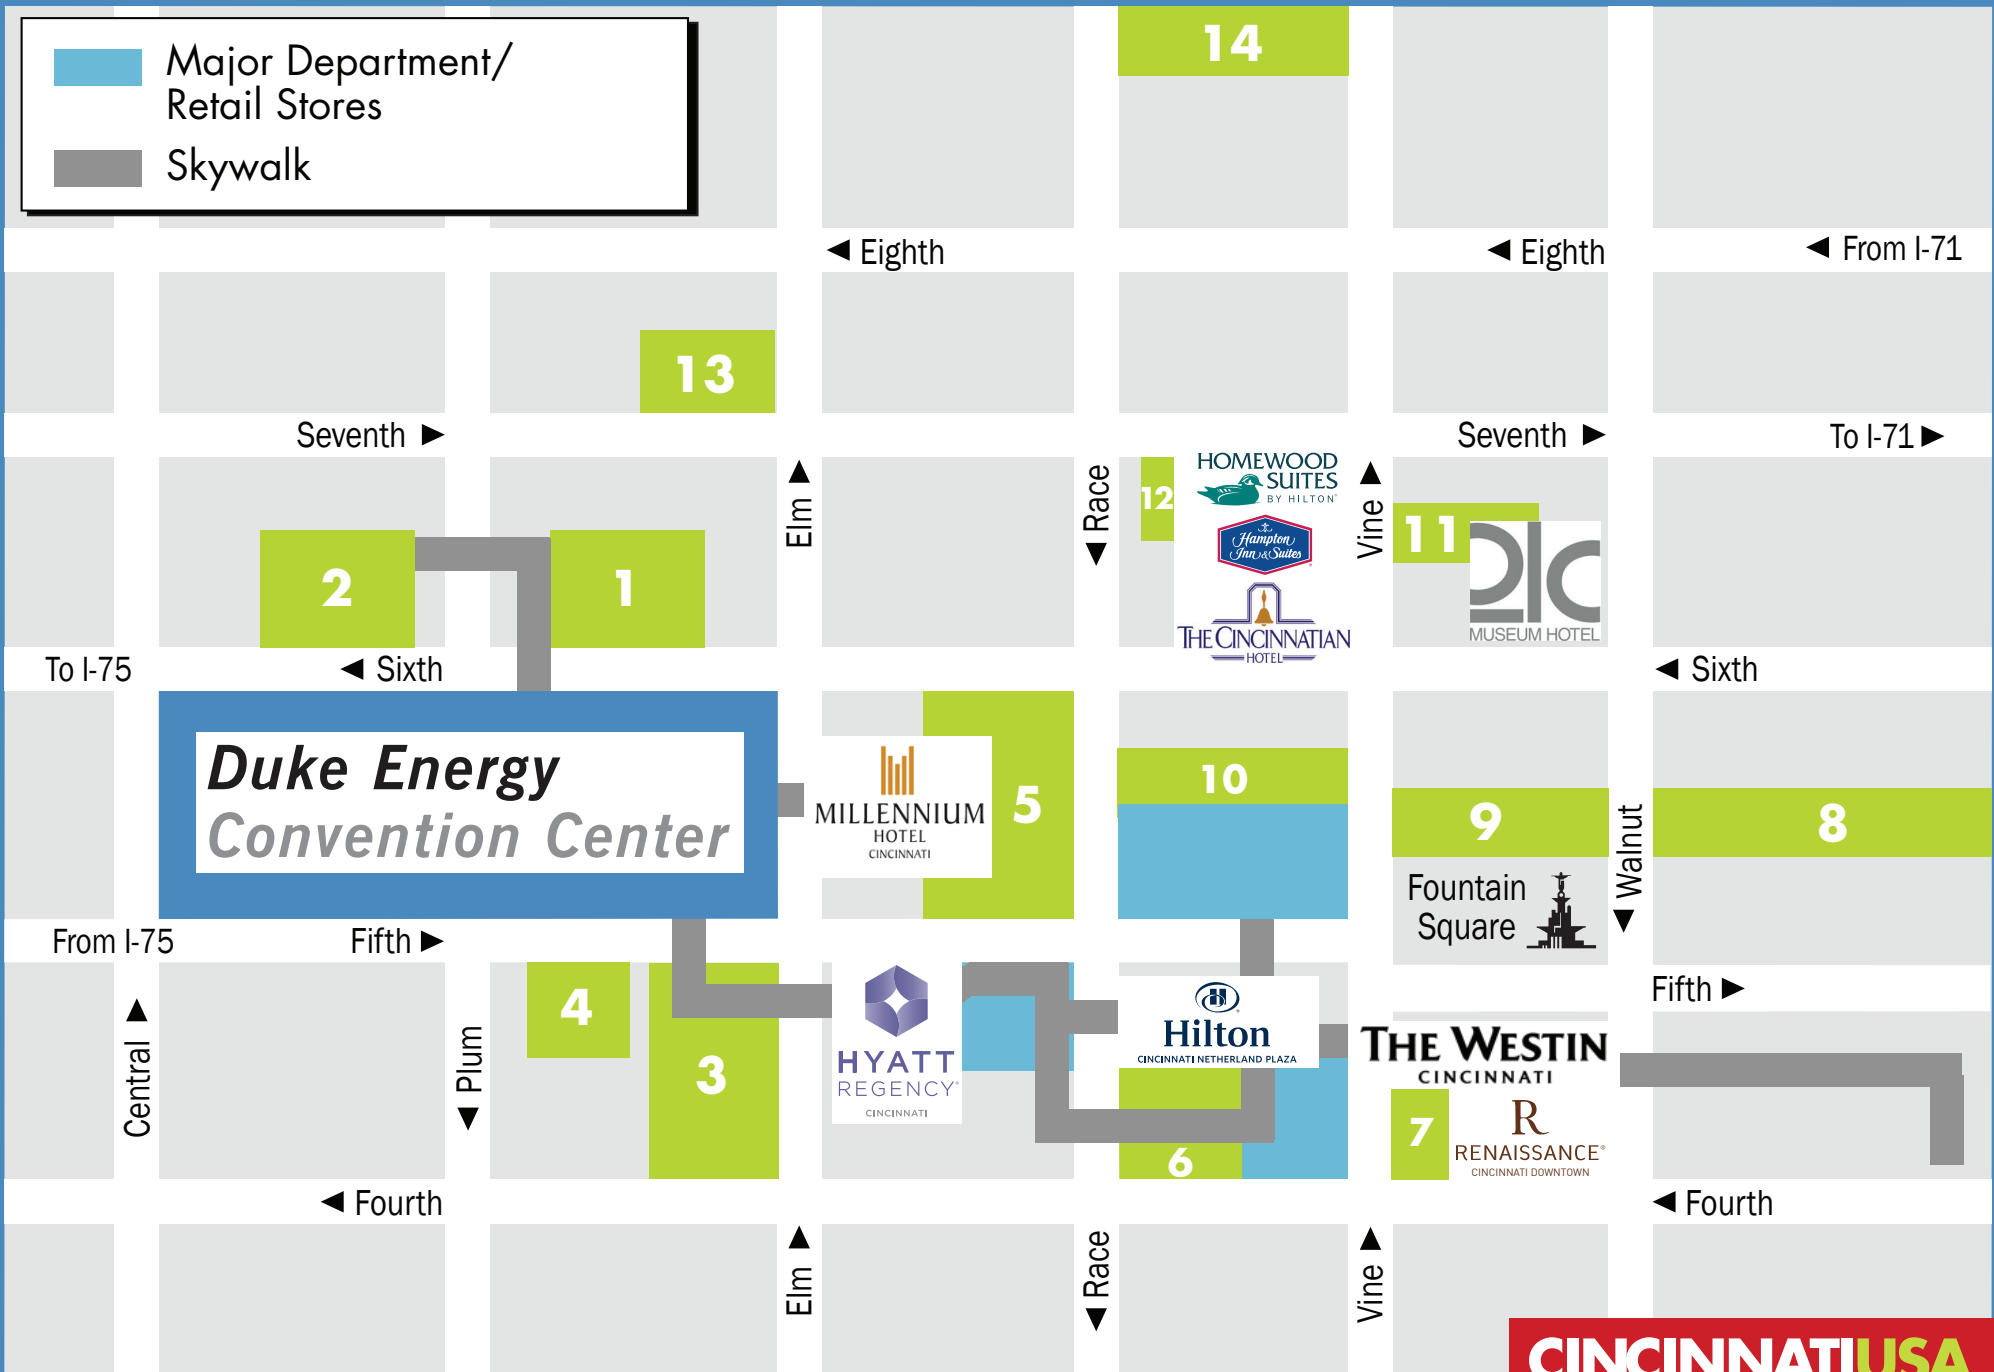 Major Department/
Retail Stores
Skywalk
14
◄ Eighth
◄ Eighth
◄ From I-71
13
Seventh ►
Seventh ►
To I-71 ►
Elm ►
◄ Race
Vine ►
12
HOMEWOOD
SUITES
BY HILTON
Hampton
Inn & Suites
THE CINCINNATIAN
HOTEL
11
21c
MUSEUM HOTEL
2
1
To I-75
◄ Sixth
◄ Sixth
Duke Energy
Convention Center
MILLENNIUM
HOTEL
CINCINNATI
5
10
9
8
Fountain
Square
◄ Walnut
From I-75
Fifth ►
Fifth ►
Central ►
◄ Plum
4
3
HYATT
REGENCY®
CINCINNATI
Hilton
CINCINNATI NETHERLAND PLAZA
6
THE WESTIN
CINCINNATI
7
R
RENAISSANCE®
CINCINNATI DOWNTOWN
◄ Fourth
◄ Fourth
Elm ►
◄ Race
Vine ►
CINCINNATIUSA